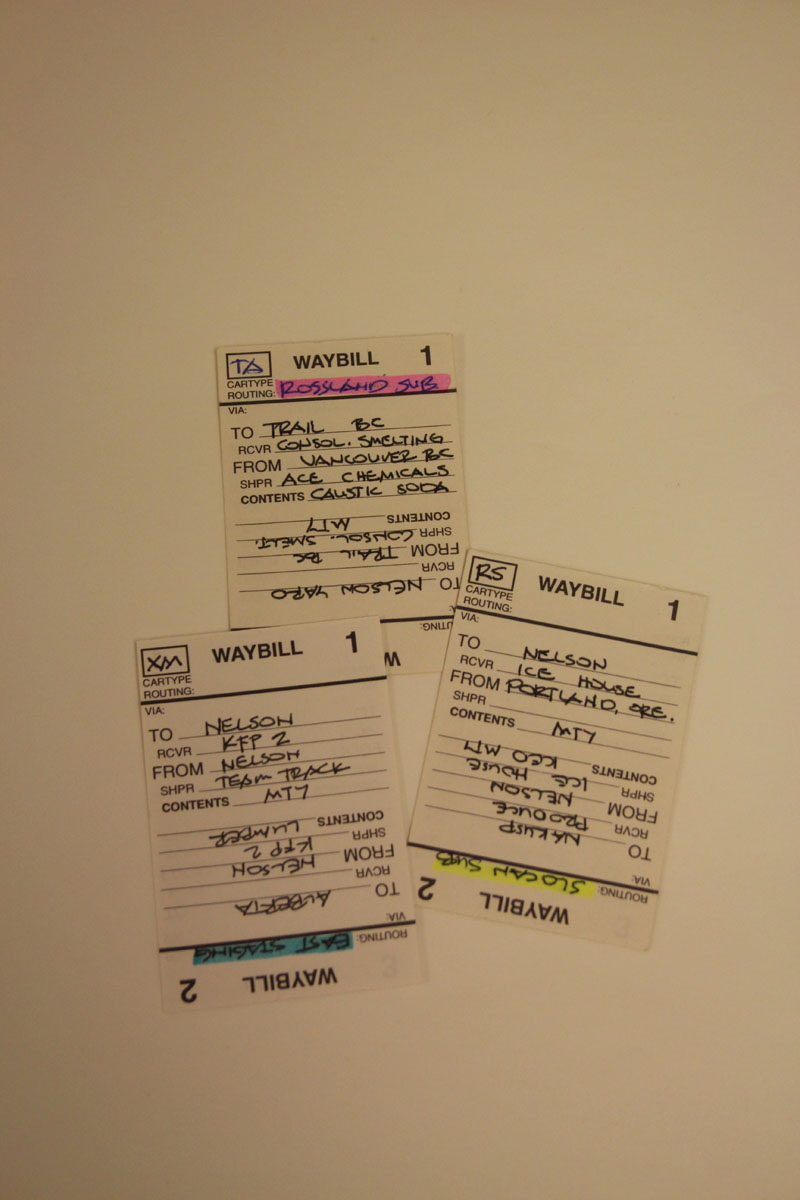 TA WAYBILL 1
CARTYPE
ROUTING: ROSSLAND SUB
VIA:
TO TRAIL BC
RCVR CONSOL. SMELTING
FROM VANCOUVER BC
SHPR ACE CHEMICALS
CONTENTS CAUSTIC SODA
TO NELSON YARD
RCVR
FROM TRAIL BC
SHPR CONSOL. SMELT.
CONTENTS MTY
XM WAYBILL 1
CARTYPE
ROUTING:
VIA:
TO NELSON
RCVR KFP 2
FROM NELSON
SHPR TEAM TRACK
CONTENTS MTY
WAYBILL 2
ROUTING: EAST STAGING
VIA:
TO ALBERTA
RCVR
FROM NELSON
SHPR KFP 2
CONTENTS LUMBER
RS WAYBILL 1
CARTYPE
ROUTING:
VIA:
TO NELSON
RCVR ICE HOUSE
FROM PORTLAND, ORE.
SHPR
CONTENTS MTY
WAYBILL 2
ROUTING: SLOCAN SUB
VIA:
TO NAKUSP
RCVR PRODUCE
FROM NELSON
SHPR ICE HOUSE
CONTENTS MTY